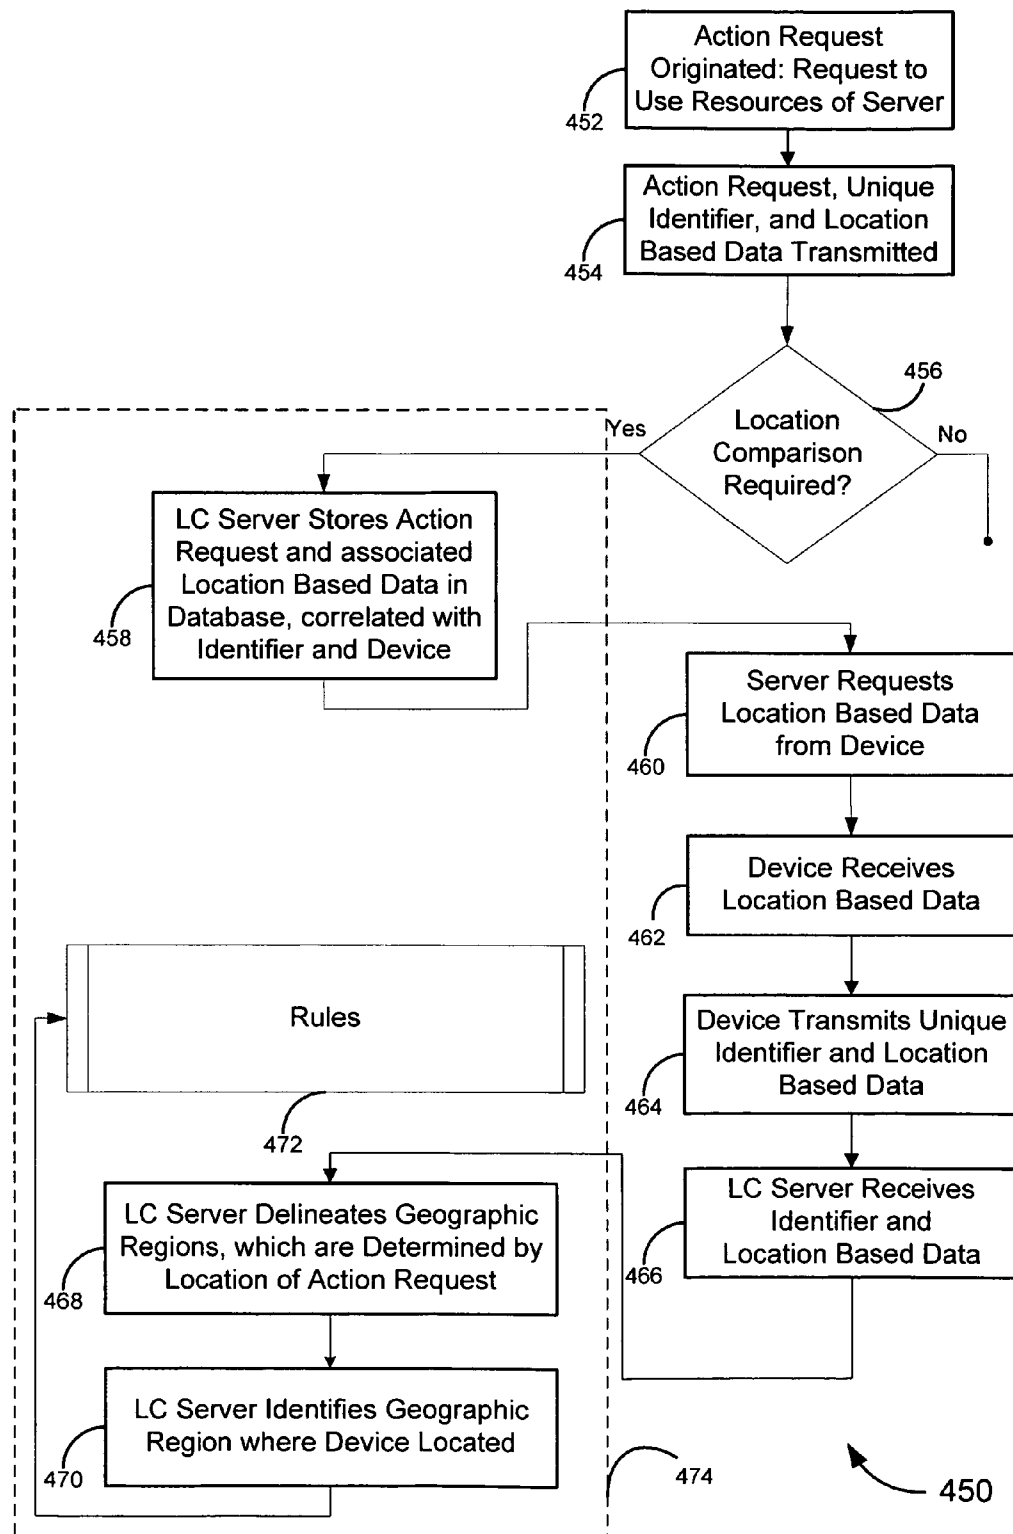 Action Request
Originated: Request to
Use Resources of Server
452
Action Request, Unique
Identifier, and Location
Based Data Transmitted
454
456
Location
Comparison
Required?
Yes
No
LC Server Stores Action
Request and associated
Location Based Data in
Database, correlated with
Identifier and Device
458
Server Requests
Location Based Data
from Device
460
Device Receives
Location Based Data
462
Device Transmits Unique
Identifier and Location
Based Data
464
LC Server Receives
Identifier and
Location Based Data
466
Rules
472
LC Server Delineates Geographic
Regions, which are Determined by
Location of Action Request
468
LC Server Identifies Geographic
Region where Device Located
470
474
450